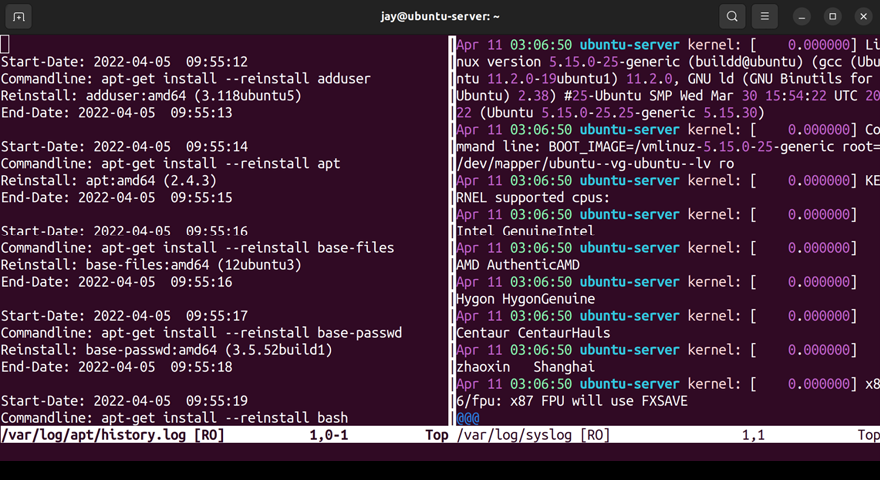 jay@ubuntu-server: ~
Start-Date: 2022-04-05  09:55:12
Commandline: apt-get install --reinstall adduser
Reinstall: adduser:amd64 (3.118ubuntu5)
End-Date: 2022-04-05  09:55:13
Start-Date: 2022-04-05  09:55:14
Commandline: apt-get install --reinstall apt
Reinstall: apt:amd64 (2.4.3)
End-Date: 2022-04-05  09:55:15
Start-Date: 2022-04-05  09:55:16
Commandline: apt-get install --reinstall base-files
Reinstall: base-files:amd64 (12ubuntu3)
End-Date: 2022-04-05  09:55:16
Start-Date: 2022-04-05  09:55:17
Commandline: apt-get install --reinstall base-passwd
Reinstall: base-passwd:amd64 (3.5.52build1)
End-Date: 2022-04-05  09:55:18
Start-Date: 2022-04-05  09:55:19
Commandline: apt-get install --reinstall bash
/var/log/apt/history.log [RO] 1,0-1 Top
Apr 11 03:06:50 ubuntu-server kernel: [    0.000000] Li
nux version 5.15.0-25-generic (buildd@ubuntu) (gcc (Ubu
ntu 11.2.0-19ubuntu1) 11.2.0, GNU ld (GNU Binutils for
Ubuntu) 2.38) #25-Ubuntu SMP Wed Mar 30 15:54:22 UTC 20
22 (Ubuntu 5.15.0-25.25-generic 5.15.30)
Apr 11 03:06:50 ubuntu-server kernel: [    0.000000] Co
mmand line: BOOT_IMAGE=/vmlinuz-5.15.0-25-generic root=
/dev/mapper/ubuntu--vg-ubuntu--lv ro
Apr 11 03:06:50 ubuntu-server kernel: [    0.000000] KE
RNEL supported cpus:
Apr 11 03:06:50 ubuntu-server kernel: [    0.000000]
Intel GenuineIntel
Apr 11 03:06:50 ubuntu-server kernel: [    0.000000]
AMD AuthenticAMD
Apr 11 03:06:50 ubuntu-server kernel: [    0.000000]
Hygon HygonGenuine
Apr 11 03:06:50 ubuntu-server kernel: [    0.000000]
Centaur CentaurHauls
Apr 11 03:06:50 ubuntu-server kernel: [    0.000000]
zhaoxin   Shanghai
Apr 11 03:06:50 ubuntu-server kernel: [    0.000000] x8
6/fpu: x87 FPU will use FXSAVE
@@@
/var/log/syslog [RO] 1,1 Top